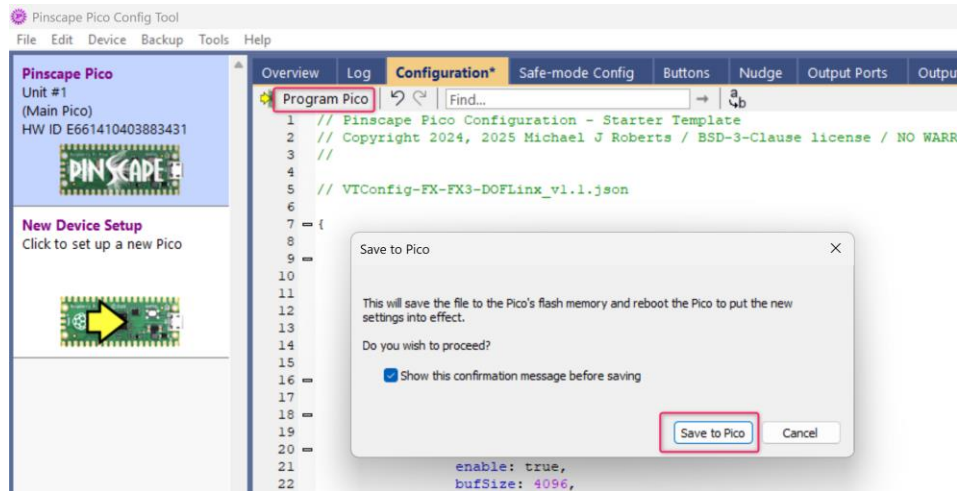 Pinscape Pico Config Tool
File Edit Device Backup Tools Help
Pinscape Pico
Unit #1
(Main Pico)
HW ID E661410403883431
PINSCAPE
New Device Setup
Click to set up a new Pico
Overview Log Configuration* Safe-mode Config Buttons Nudge Output Ports Outpu
Program Pico Find... → a b
1 // Pinscape Pico Configuration - Starter Template
2 // Copyright 2024, 2025 Michael J Roberts / BSD-3-Clause license / NO WARR
3 //
4
5 // VTConfig-FX-FX3-DOFLinx_v1.1.json
6
7 {
8
9
10
11
12
13
14
15
16
17
18
19
20
21 enable: true,
22 bufSize: 4096,
Save to Pico
This will save the file to the Pico's flash memory and reboot the Pico to put the new
settings into effect.
Do you wish to proceed?
Show this confirmation message before saving
Save to Pico Cancel